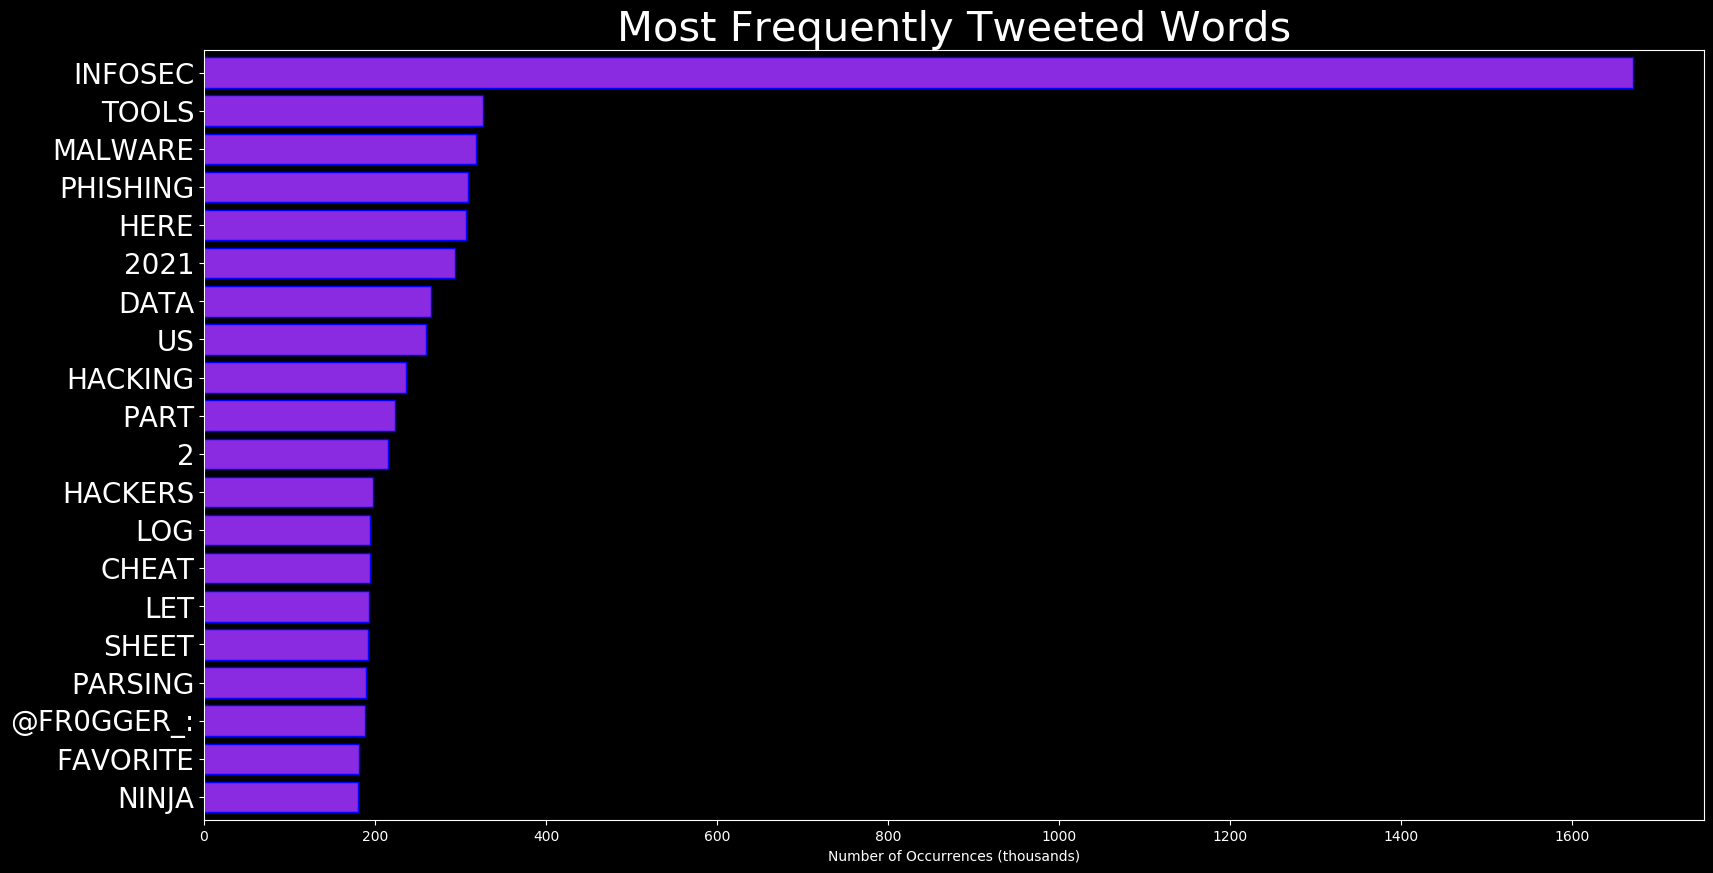 Most Frequently Tweeted Words
INFOSEC
TOOLS
MALWARE
PHISHING
HERE
2021
DATA
US
HACKING
PART
2
HACKERS
LOG
CHEAT
LET
SHEET
PARSING
@FR0GGER_:
FAVORITE
NINJA
0 200 400 600 800 1000 1200 1400 1600
Number of Occurrences (thousands)